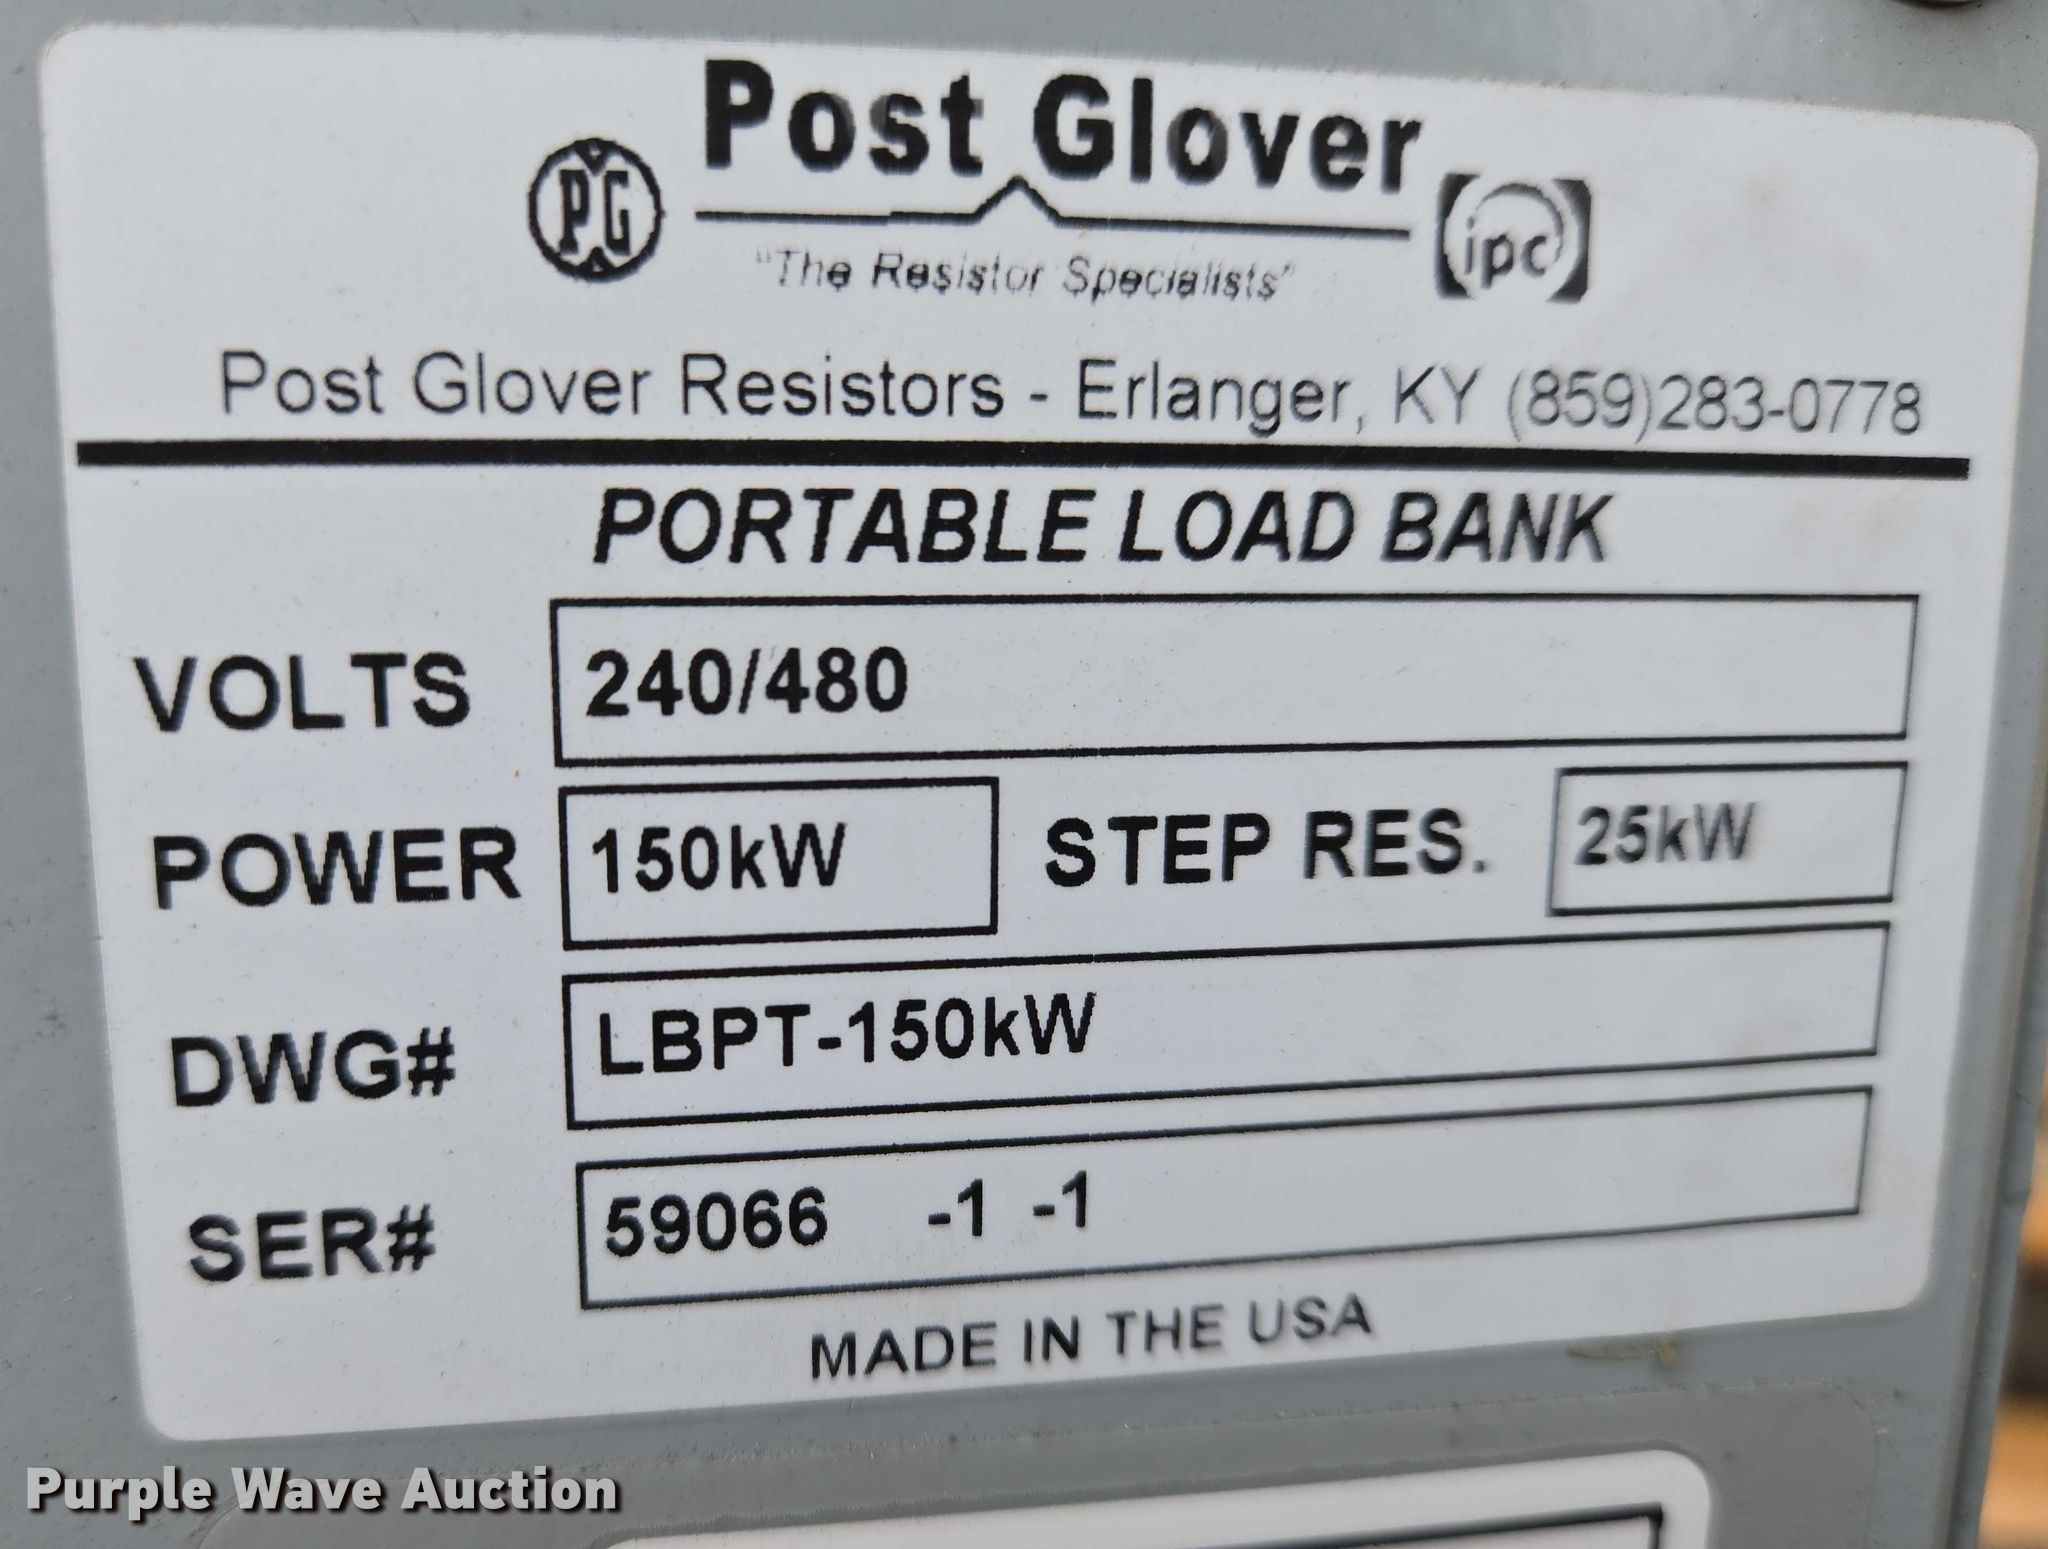 PG
Post Glover
ipc
"The Resistor Specialists"
Post Glover Resistors - Erlanger, KY (859)283-0778
PORTABLE LOAD BANK
VOLTS 240/480
POWER 150kW STEP RES. 25kW
DWG# LBPT-150kW
SER# 59066 -1 -1
MADE IN THE USA
Purple Wave Auction